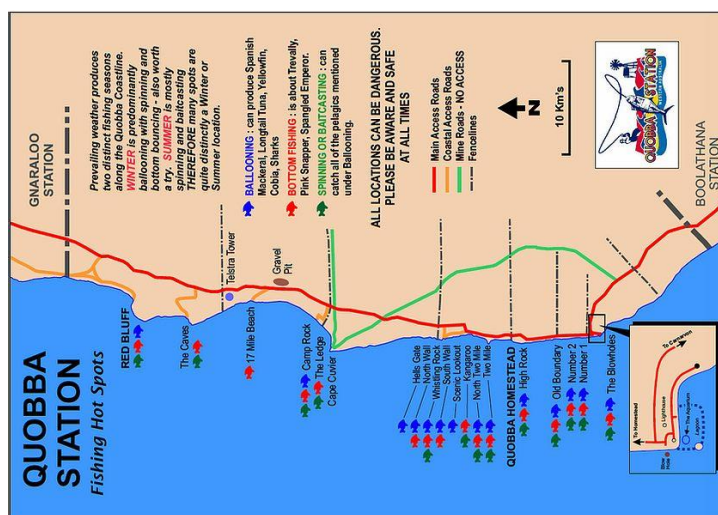 QUOBBA
STATION
Fishing Hot Spots
GNARALOO
STATION
Prevailing weather produces
two distinct fishing seasons
along the Quobba Coastline.
WINTER is predominantly
ballooning with spinning and
bottom bouncing - also worth
a try. SUMMER is mostly
spinning and baitcasting
THEREFORE many spots are
quite distinctly a Winter or
Summer location.
BALLOONING : can produce Spanish
Mackeral, Longtail Tuna, Yellowfin,
Cobia, Sharks
BOTTOM FISHING : is about Trevally,
Pink Snapper, Spangled Emperor.
SPINNING OR BAITCASTING : can
catch all of the pelagics mentioned
under Ballooning.
ALL LOCATIONS CAN BE DANGEROUS.
PLEASE BE AWARE AND SAFE
AT ALL TIMES
Main Access Roads
Coastal Access Roads
Mine Roads - NO ACCESS
Fencelines
N
10 Km's
QUOBBA
STATION
WESTERN AUSTRALIA
BOOLATHANA
STATION
RED BLUFF
The Caves
Telstra Tower
17 Mile Beach
Gravel
Pit
Camp Rock
The Ledge
Cape Cuvier
Hells Gate
North Wall
Whistling Rock
South Wall
Scenic Lookout
Kangaroo
North Two Mile
Two Mile
QUOBBA HOMESTEAD
High Rock
Old Boundary
Number 2
Number 1
The Blowholes
To Homestead
To Carnarvon
Lighthouse
Blow
Hole
The Aquarium
Lagoon